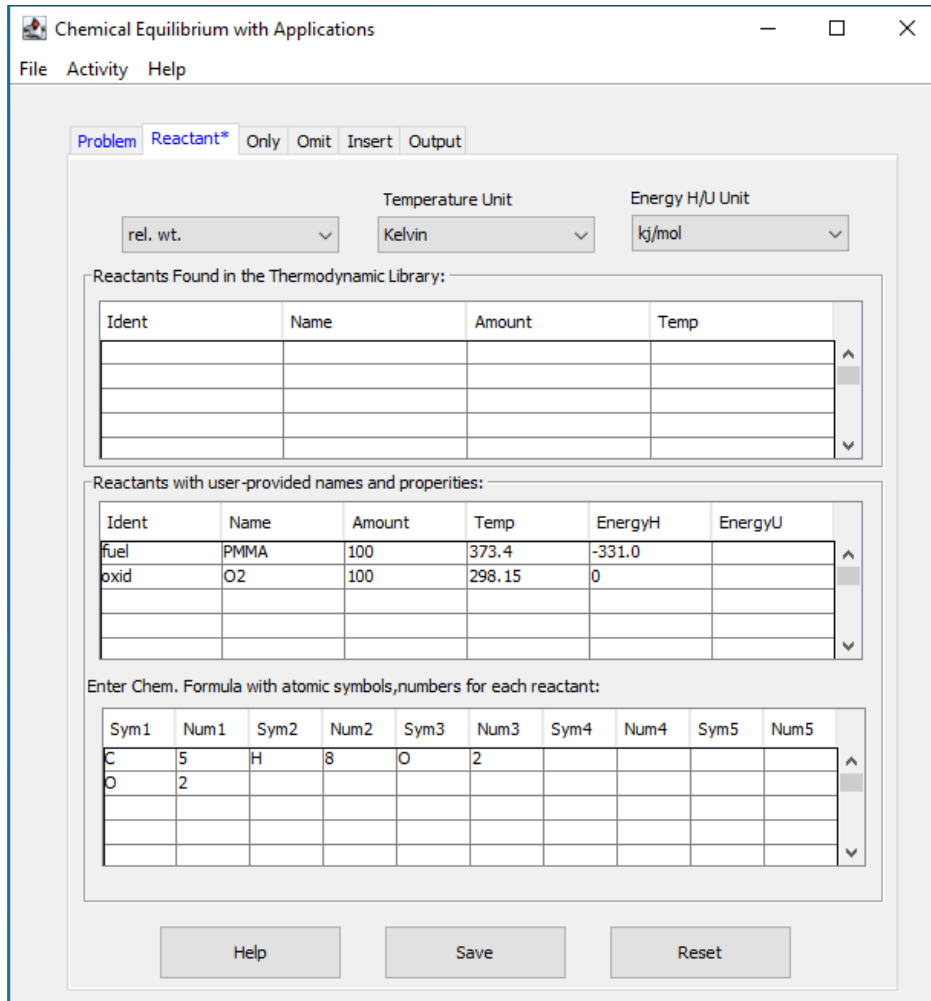 Chemical Equilibrium with Applications
File Activity Help
Problem Reactant* Only Omit Insert Output
Temperature Unit Energy H/U Unit
rel. wt. Kelvin kj/mol
Reactants Found in the Thermodynamic Library:
Ident Name Amount Temp
Reactants with user-provided names and properities:
Ident Name Amount Temp EnergyH EnergyU
fuel PMMA 100 373.4 -331.0
oxid O2 100 298.15 0
Enter Chem. Formula with atomic symbols,numbers for each reactant:
Sym1 Num1 Sym2 Num2 Sym3 Num3 Sym4 Num4 Sym5 Num5
C 5 H 8 O 2
O 2
Help Save Reset